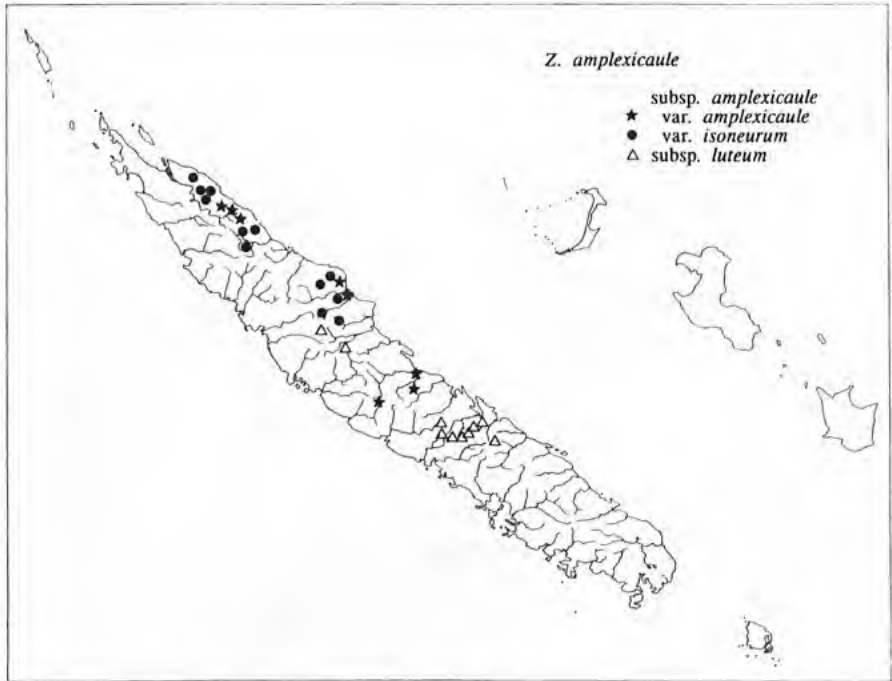 Z. amplexicaule
subsp. amplexicaule
★ var. amplexicaule
● var. isoneurum
△ subsp. luteum